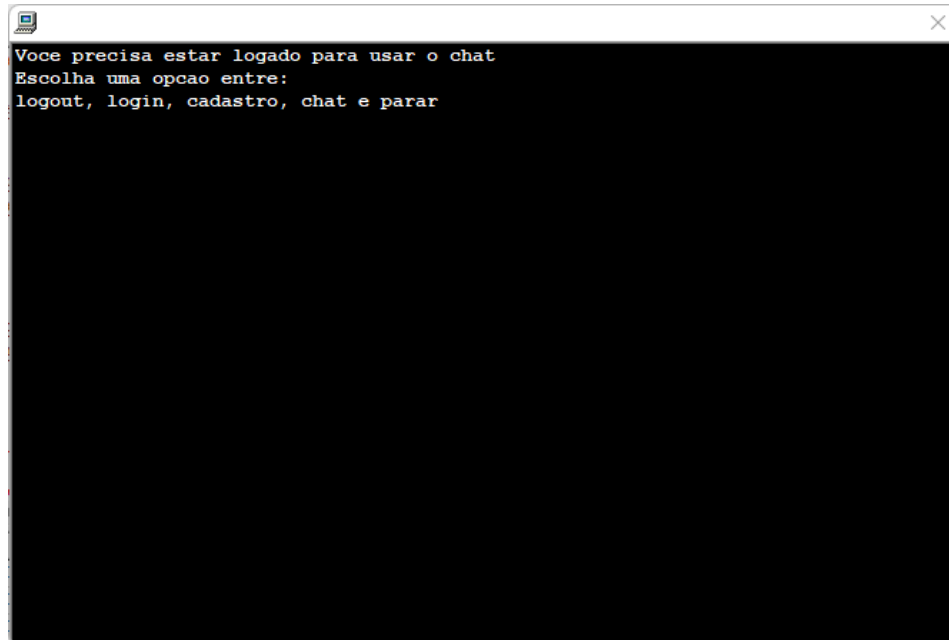 Voce precisa estar logado para usar o chat
Escolha uma opcao entre:
logout, login, cadastro, chat e parar